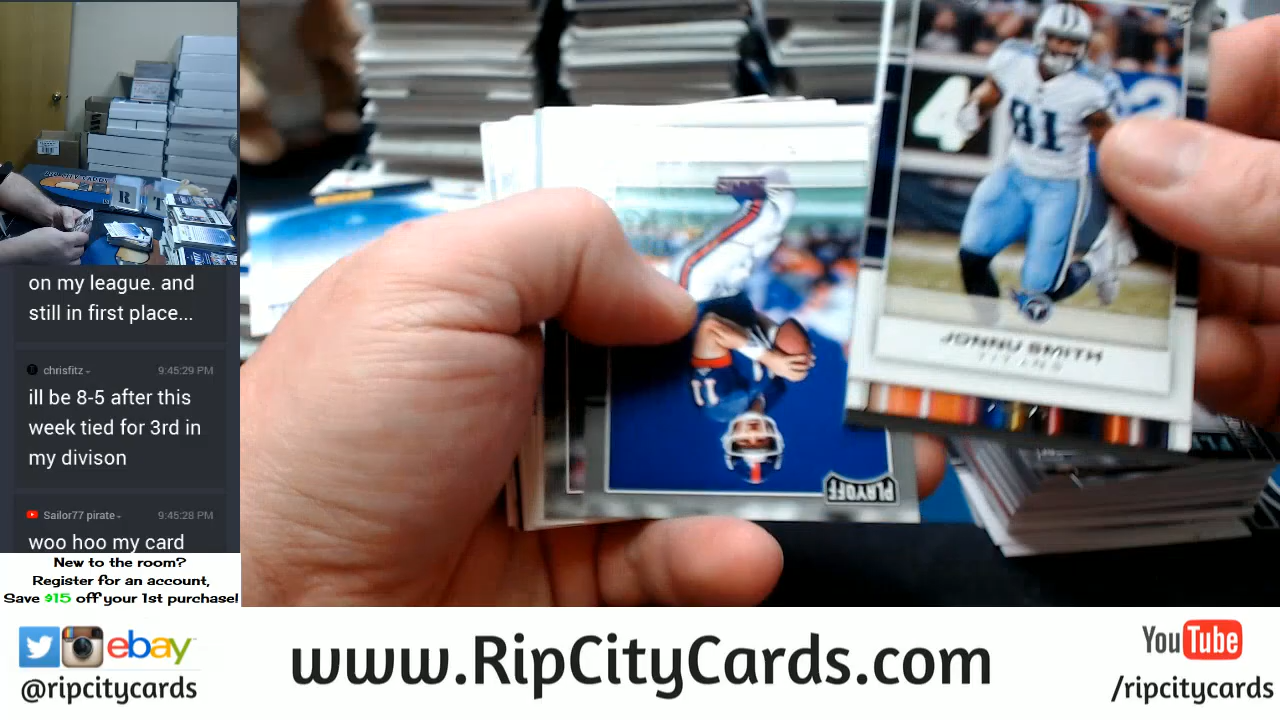 on my league. and
still in first place...
chrisfitz
9:45:29 PM
ill be 8-5 after this
week tied for 3rd in
my divison
Sailor77 pirate
9:45:28 PM
woo hoo my card
New to the room?
Register for an account,
Save $15 off your 1st purchase!
81
JONNU SMITH
TITANS
11
PLAYOFF
ebay
@ripcitycards
www.RipCityCards.com
YouTube
/ripcitycards